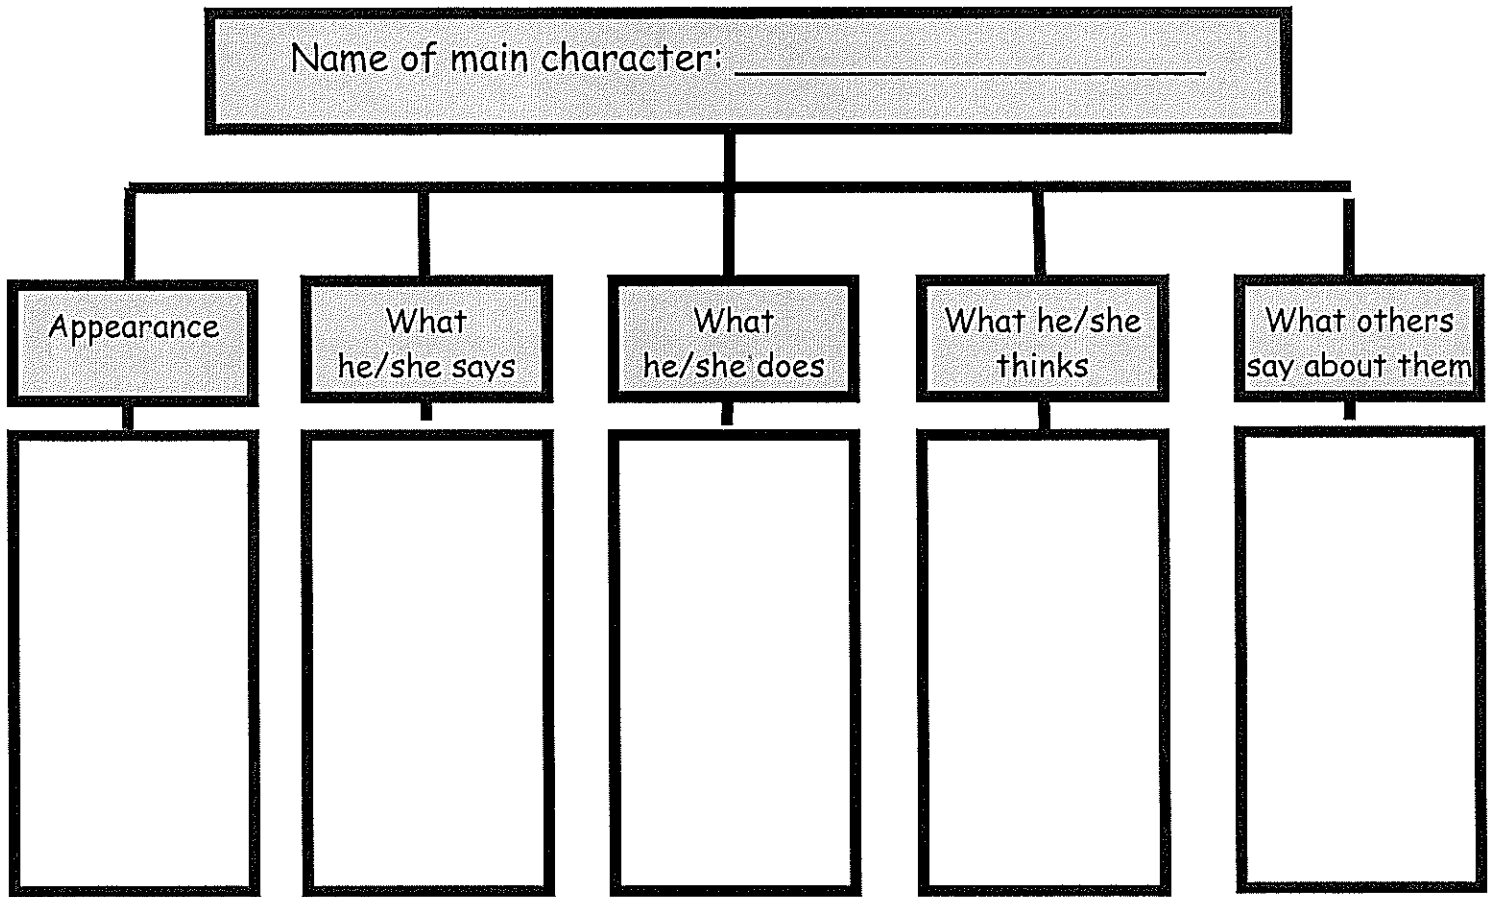 Name of main character: ____________________
Appearance
What
he/she says
What
he/she does
What he/she
thinks
What others
say about them